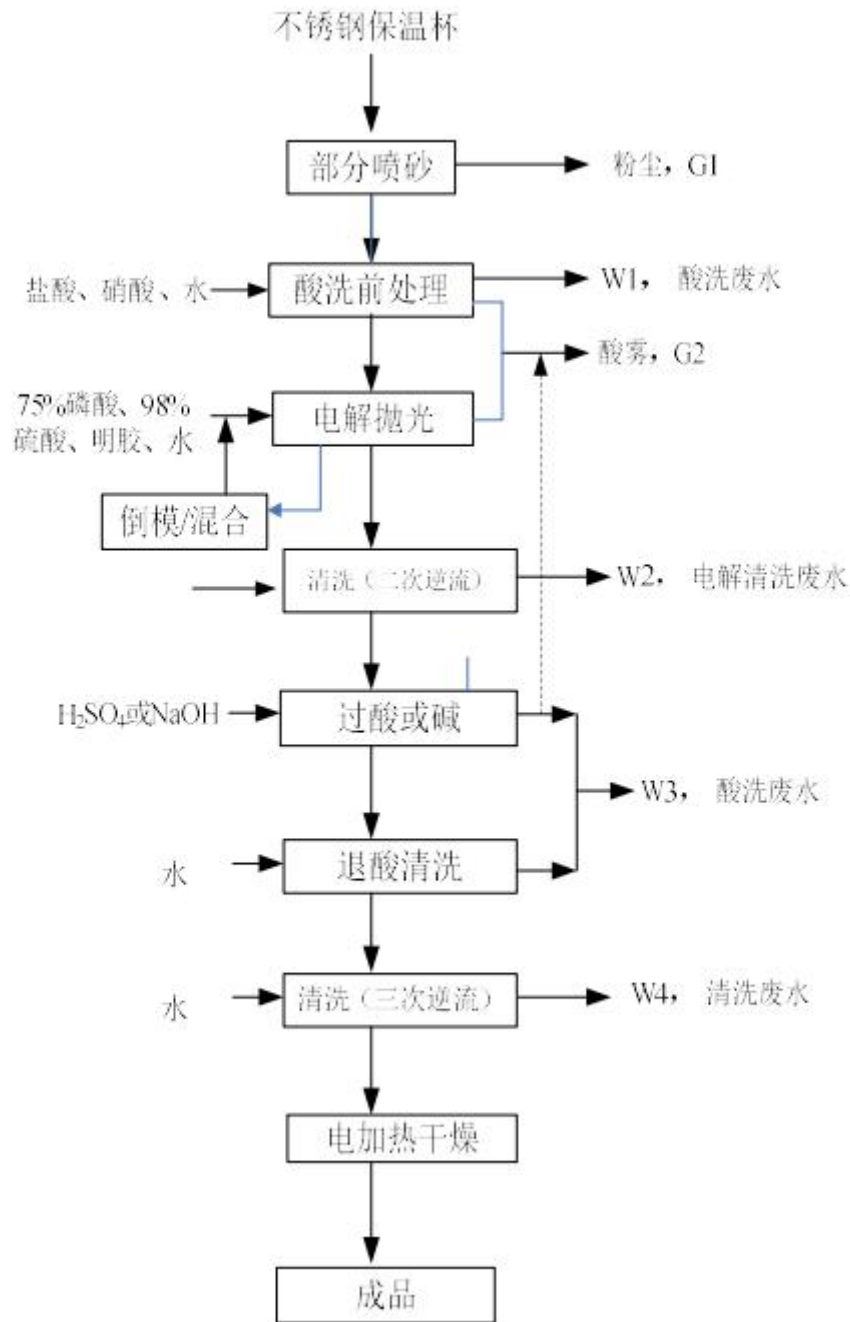 不锈钢保温杯
部分喷砂
粉尘，G1
盐酸、硝酸、水
酸洗前处理
W1， 酸洗废水
酸雾，G2
75%磷酸、98%
硫酸、明胶、水
电解抛光
倒模/混合
清洗（二次逆流）
W2， 电解清洗废水
H₂SO₄或NaOH
过酸或碱
W3， 酸洗废水
水
退酸清洗
水
清洗（三次逆流）
W4， 清洗废水
电加热干燥
成品